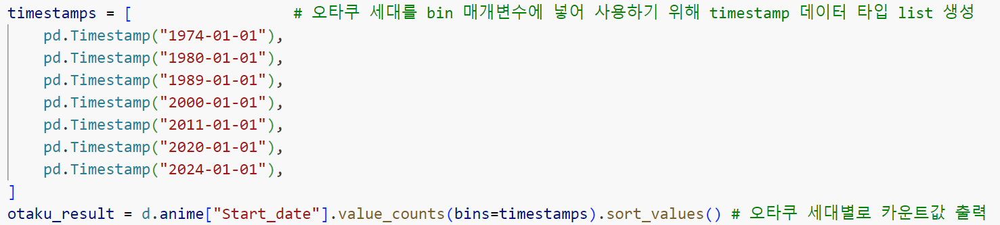 timestamps = [ # 오타쿠 세대를 bin 매개변수에 넣어 사용하기 위해 timestamp 데이터 타입 list 생성
pd.Timestamp("1974-01-01"),
pd.Timestamp("1980-01-01"),
pd.Timestamp("1989-01-01"),
pd.Timestamp("2000-01-01"),
pd.Timestamp("2011-01-01"),
pd.Timestamp("2020-01-01"),
pd.Timestamp("2024-01-01"),
]
otaku_result = d.anime["Start_date"].value_counts(bins=timestamps).sort_values() # 오타쿠 세대별로 카운트값 출력